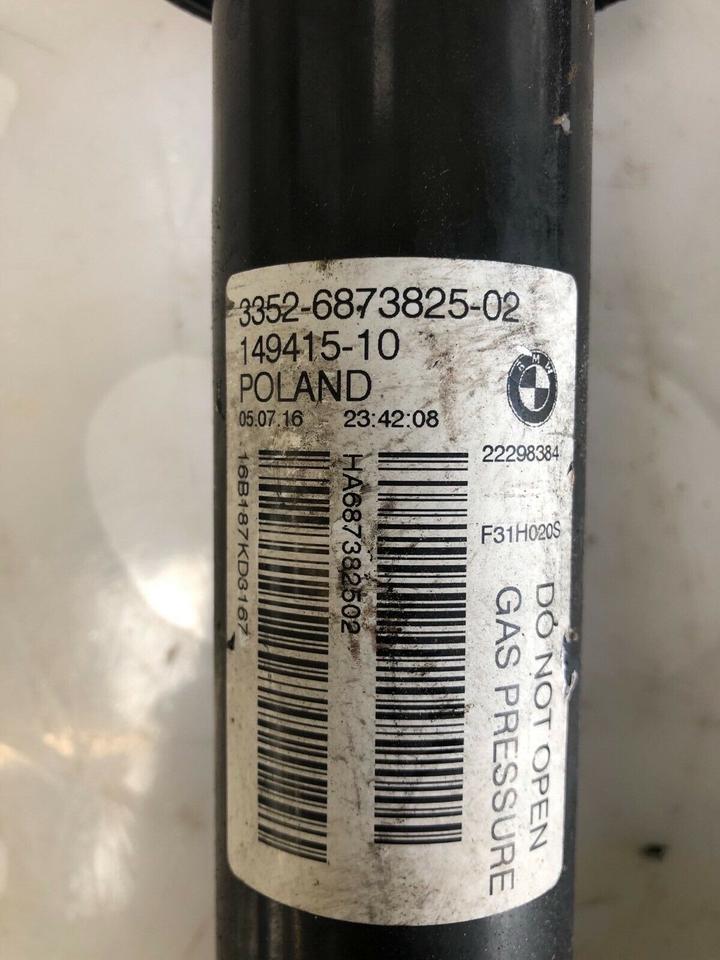 3352-6873825-02
149415-10
POLAND
05.07.16 23:42:08
BMW
22298384
F31H020S
16B187KD3167
HA687382502
DO NOT OPEN
GAS PRESSURE